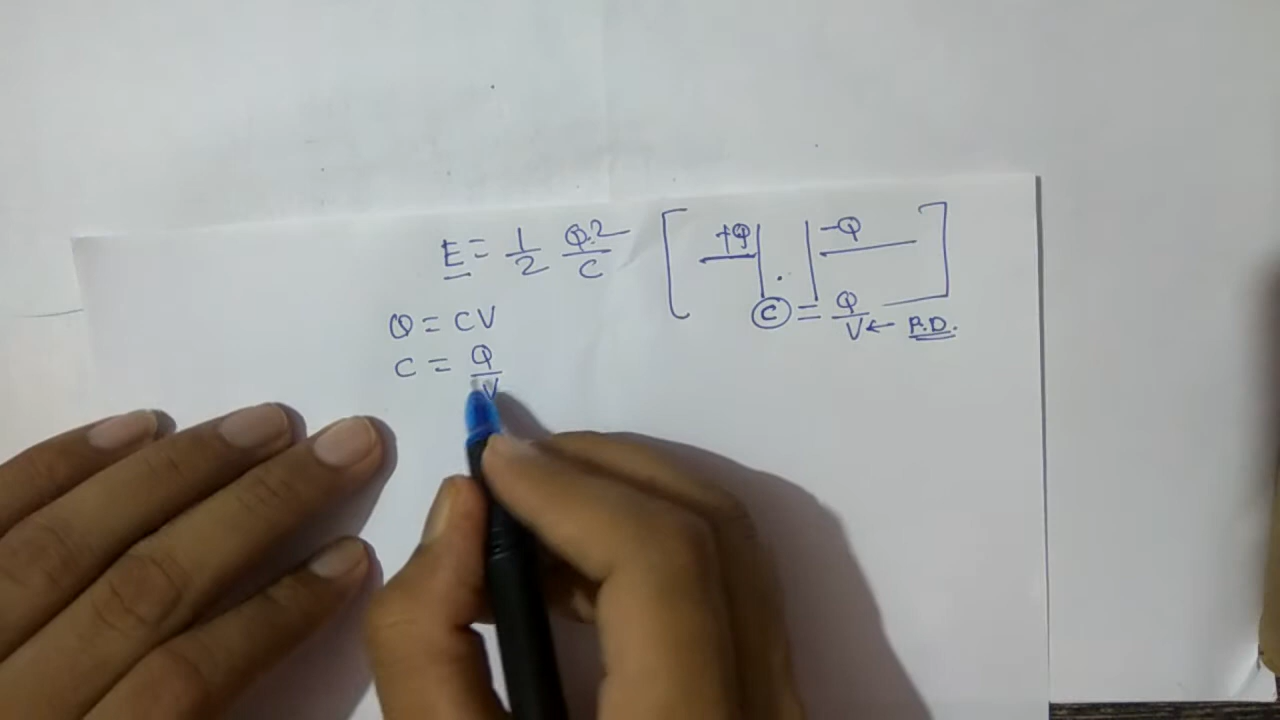 E = 1/2 Q²/C [ +Q | . | -Q ]
C = Q/V ← P.D.
Q = CV
C = Q/V